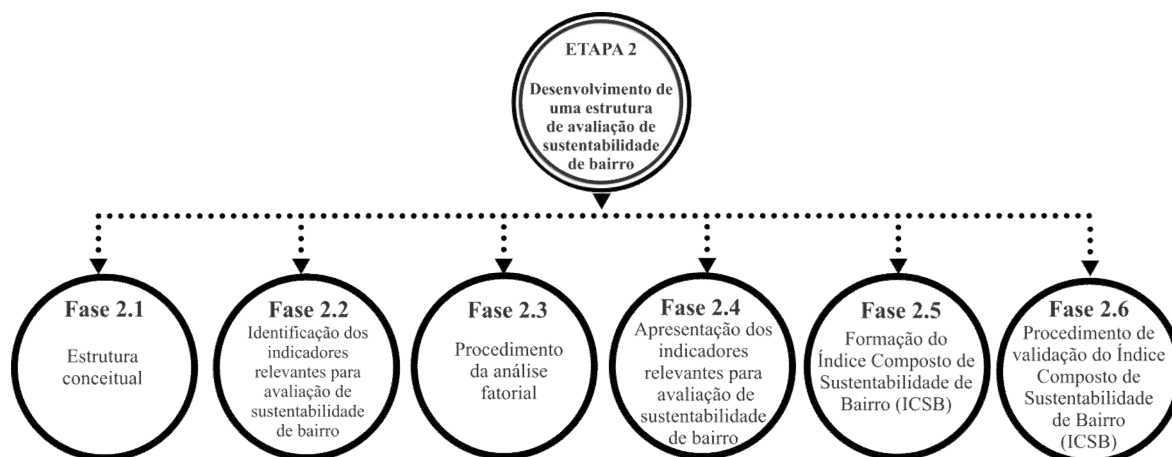 ETAPA 2
Desenvolvimento de
uma estrutura
de avaliação de
sustentabilidade
de bairro
Fase 2.1
Estrutura
conceitual
Fase 2.2
Identificação dos
indicadores
relevantes para
avaliação de
sustentabilidade
de bairro
Fase 2.3
Procedimento
da análise
fatorial
Fase 2.4
Apresentação dos
indicadores
relevantes para
avaliação de
sustentabilidade
de bairro
Fase 2.5
Formação do
Índice Composto de
Sustentabilidade de
Bairro (ICSB)
Fase 2.6
Procedimento de
validação do Índice
Composto de
Sustentabilidade
de Bairro
(ICSB)